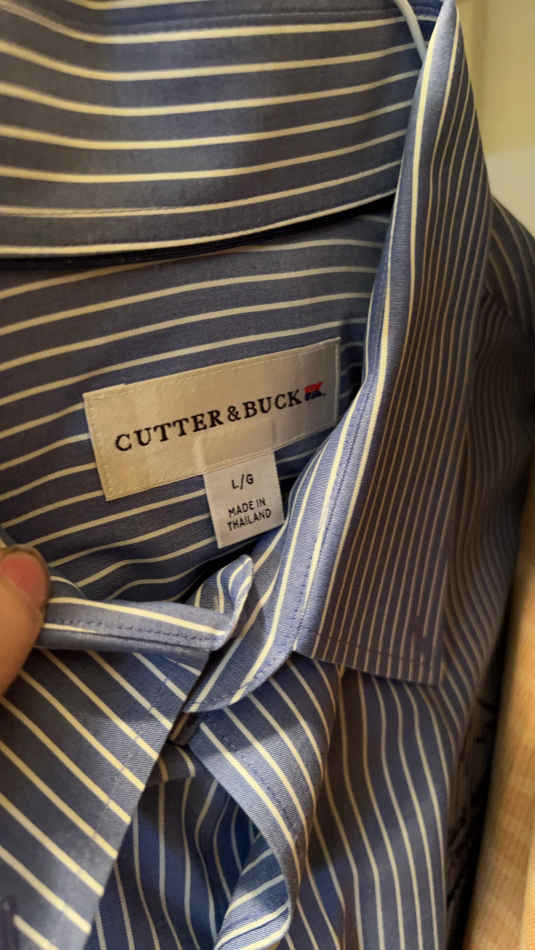 CUTTER & BUCK
L/G
MADE IN
THAILAND